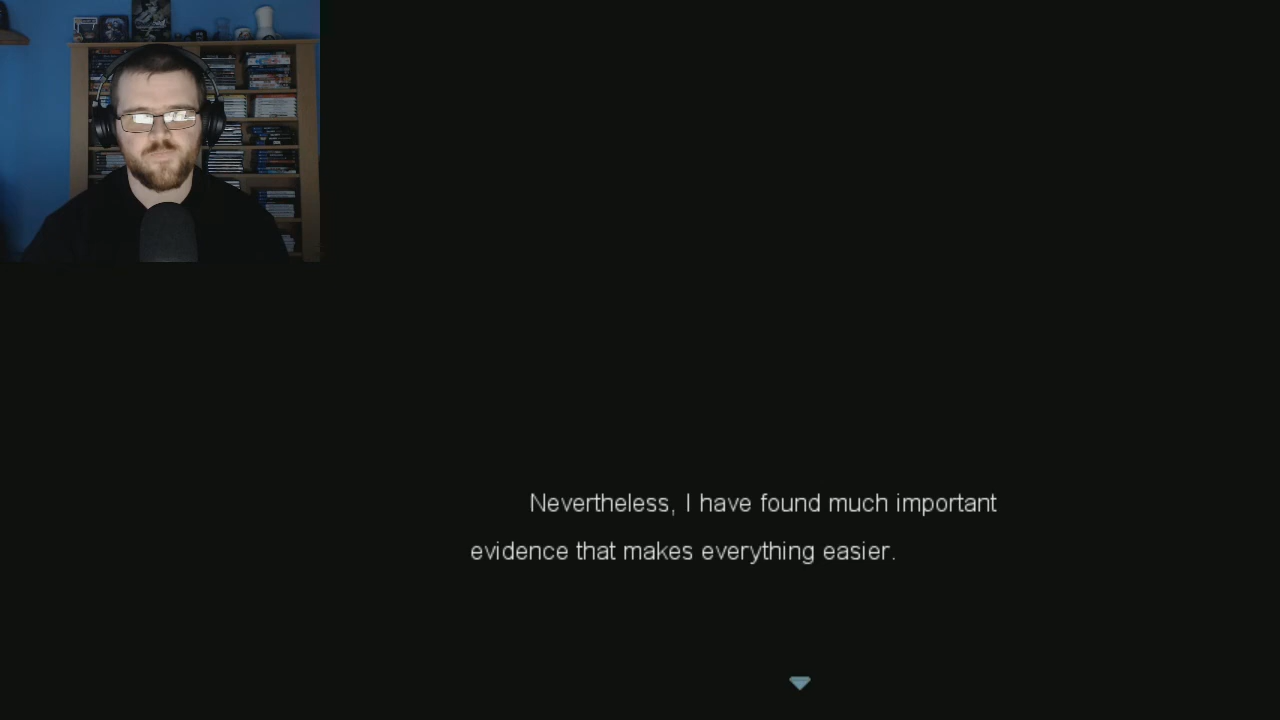 Nevertheless, I have found much important
evidence that makes everything easier.